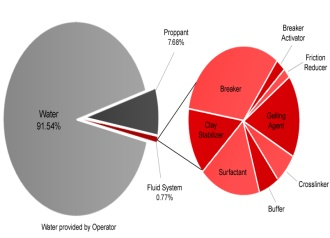 Breaker
Activator
Proppant
7.68%
Friction
Reducer
Breaker
Water
91.54%
Gelling
Agent
Clay
Stabilizer
Surfactant
Crosslinker
Fluid System
0.77%
Buffer
Water provided by Operator